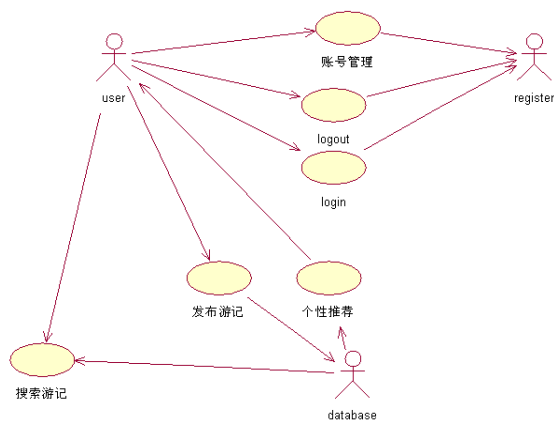 账号管理
user
register
logout
login
发布游记
个性推荐
搜索游记
database